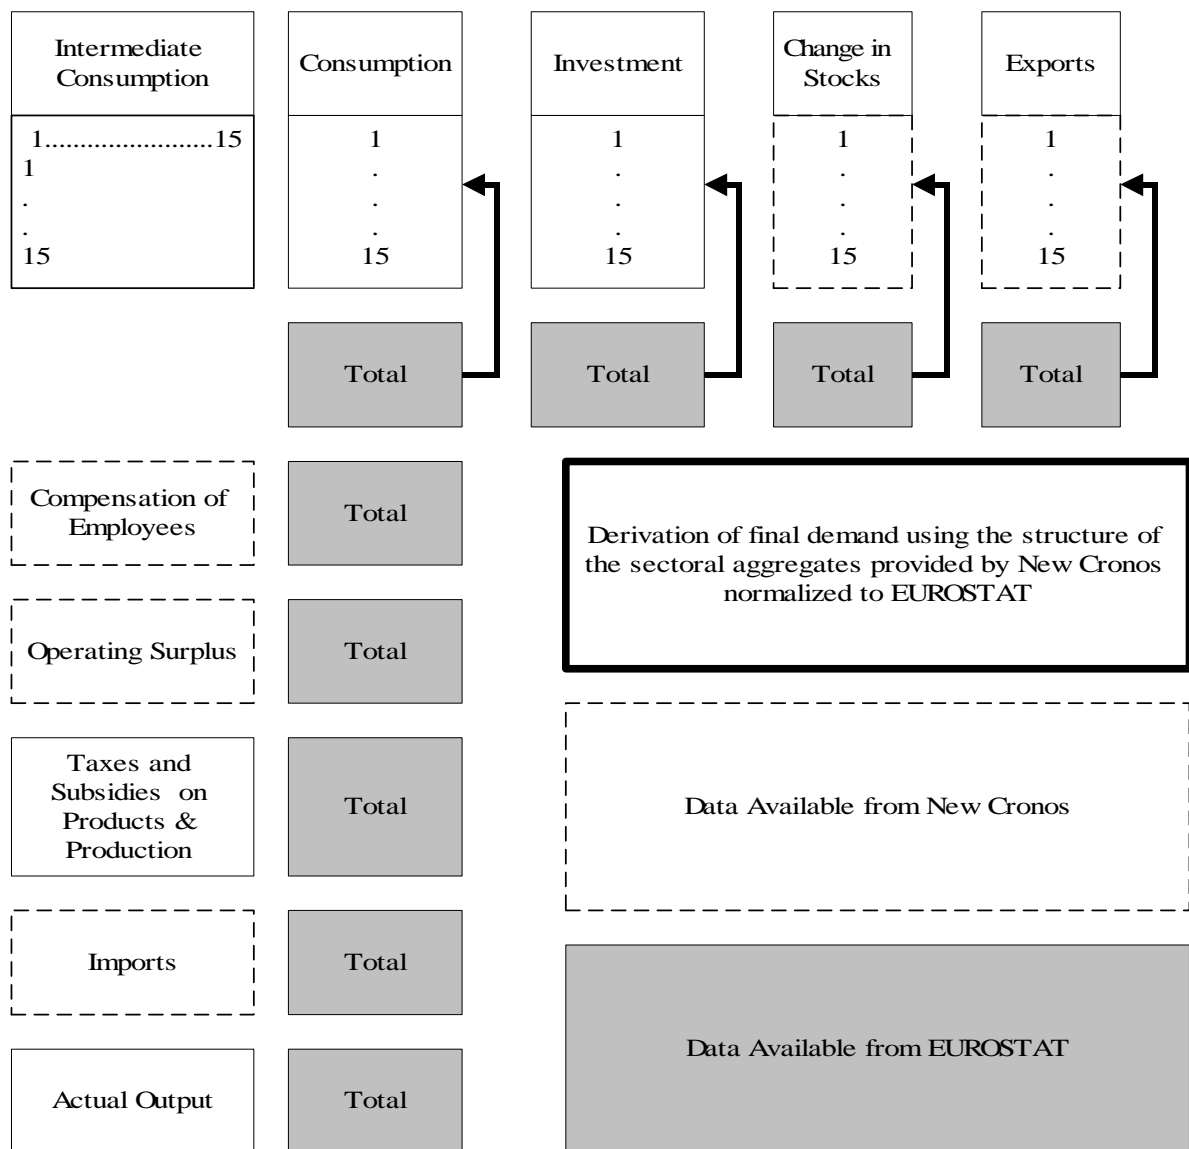 Intermediate
Consumption
Consumption
Investment
Change in
Stocks
Exports
1.......................15
1
.
.
15
1
.
.
.
15
1
.
.
.
15
1
.
.
.
15
1
.
.
.
15
Total
Total
Total
Total
Compensation of
Employees
Total
Derivation of final demand using the structure of
the sectoral aggregates provided by New Cronos
normalized to EUROSTAT
Operating Surplus
Total
Taxes and
Subsidies on
Products &
Production
Total
Data Available from New Cronos
Imports
Total
Data Available from EUROSTAT
Actual Output
Total